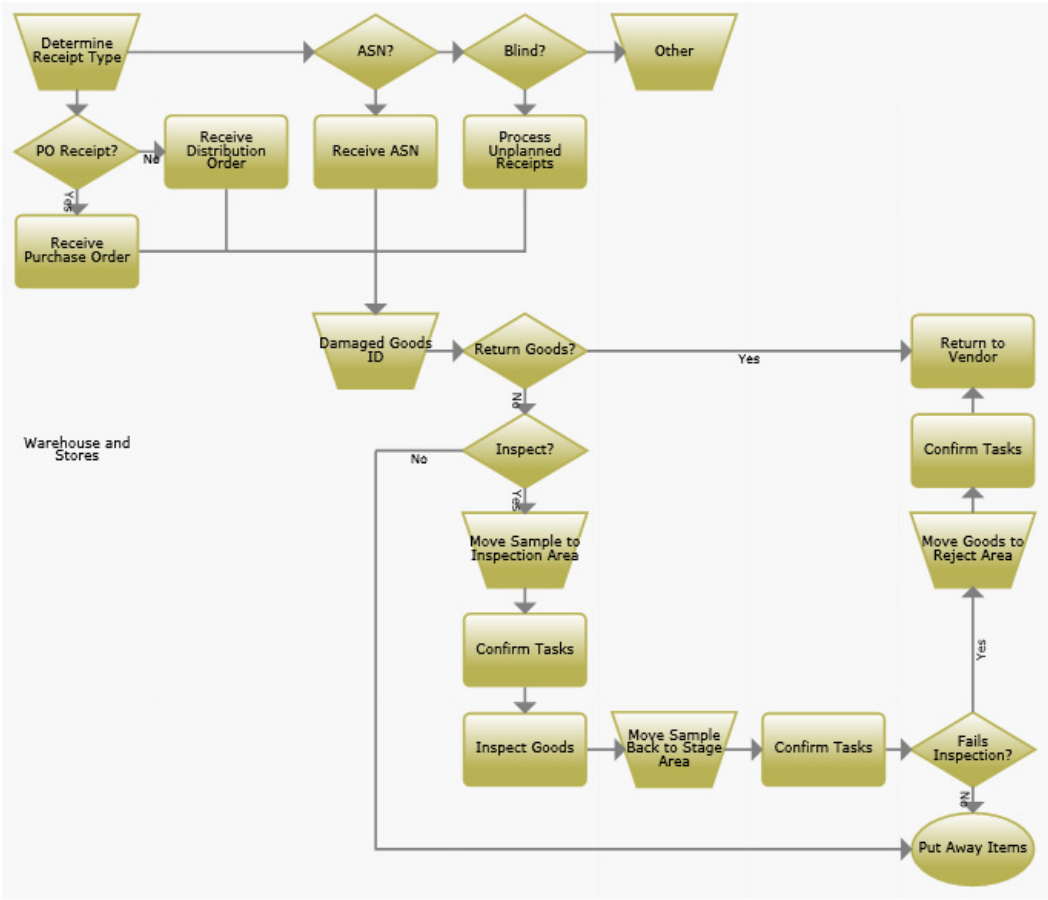 Determine
Receipt Type
ASN?
Blind?
Other
PO Receipt?
No
Receive
Distribution
Order
Receive ASN
Process
Unplanned
Receipts
Yes
Receive
Purchase Order
Damaged Goods
ID
Return Goods?
Yes
Return to
Vendor
No
Warehouse and
Stores
No
Inspect?
Confirm Tasks
Yes
Move Sample to
Inspection Area
Move Goods to
Reject Area
Confirm Tasks
Yes
Inspect Goods
Move Sample
Back to Stage
Area
Confirm Tasks
Fails
Inspection?
No
Put Away Items